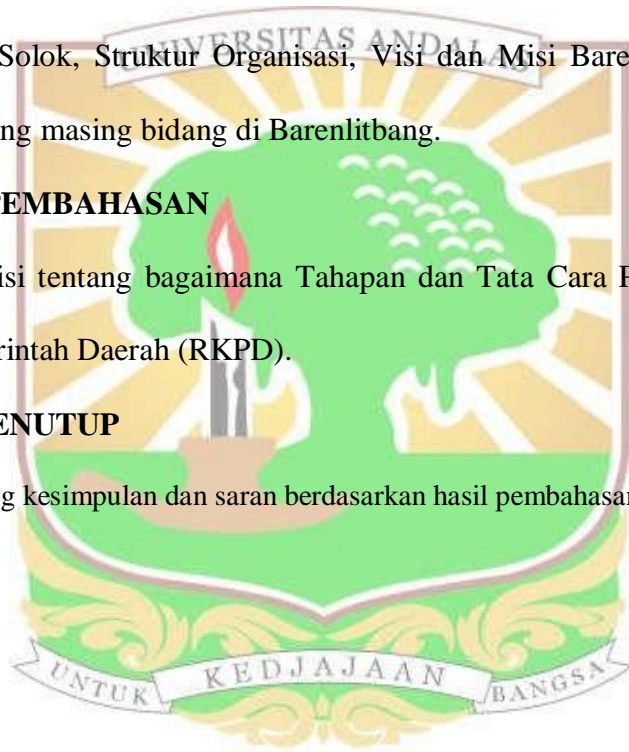 UNIVERSITAS ANDALAS
Solok, Struktur Organisasi, Visi dan Misi Bare
ng masing bidang di Barenlitbang.
PEMBAHASAN
isi tentang bagaimana Tahapan dan Tata Cara P
rintah Daerah (RKPD).
ENUTUP
g kesimpulan dan saran berdasarkan hasil pembahasan
UNTUK KEDJAJAAN BANGSA